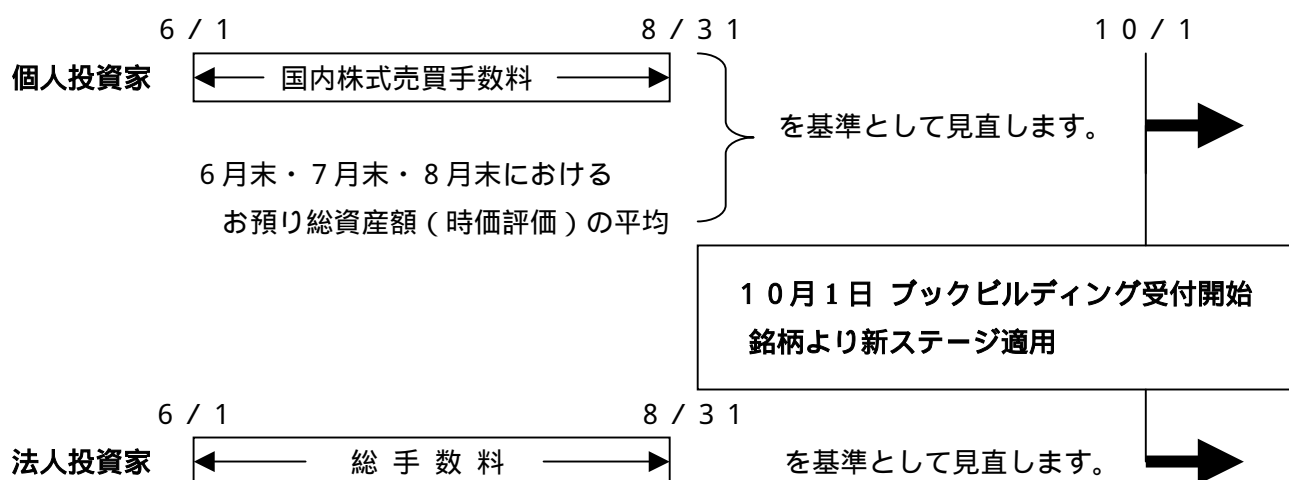 6/1 8/31 10/1
個人投資家 国内株式売買手数料
を基準として見直します。
6月末・7月末・8月末における
お預り総資産額(時価評価)の平均
10月1日 ブックビルディング受付開始
銘柄より新ステージ適用
6/1 8/31
法人投資家 総手数料 を基準として見直します。